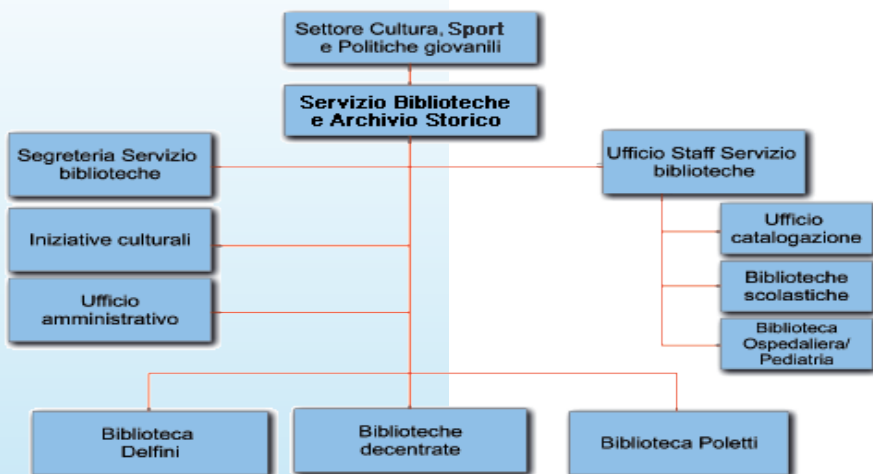 Settore Cultura, Sport
e Politiche giovanili
Servizio Biblioteche
e Archivio Storico
Segreteria Servizio
biblioteche
Ufficio Staff Servizio
biblioteche
Iniziative culturali
Ufficio
catalogazione
Ufficio
amministrativo
Biblioteche
scolastiche
Biblioteca
Ospedaliera/
Pediatria
Biblioteca
Delfini
Biblioteche
decentrate
Biblioteca Poletti